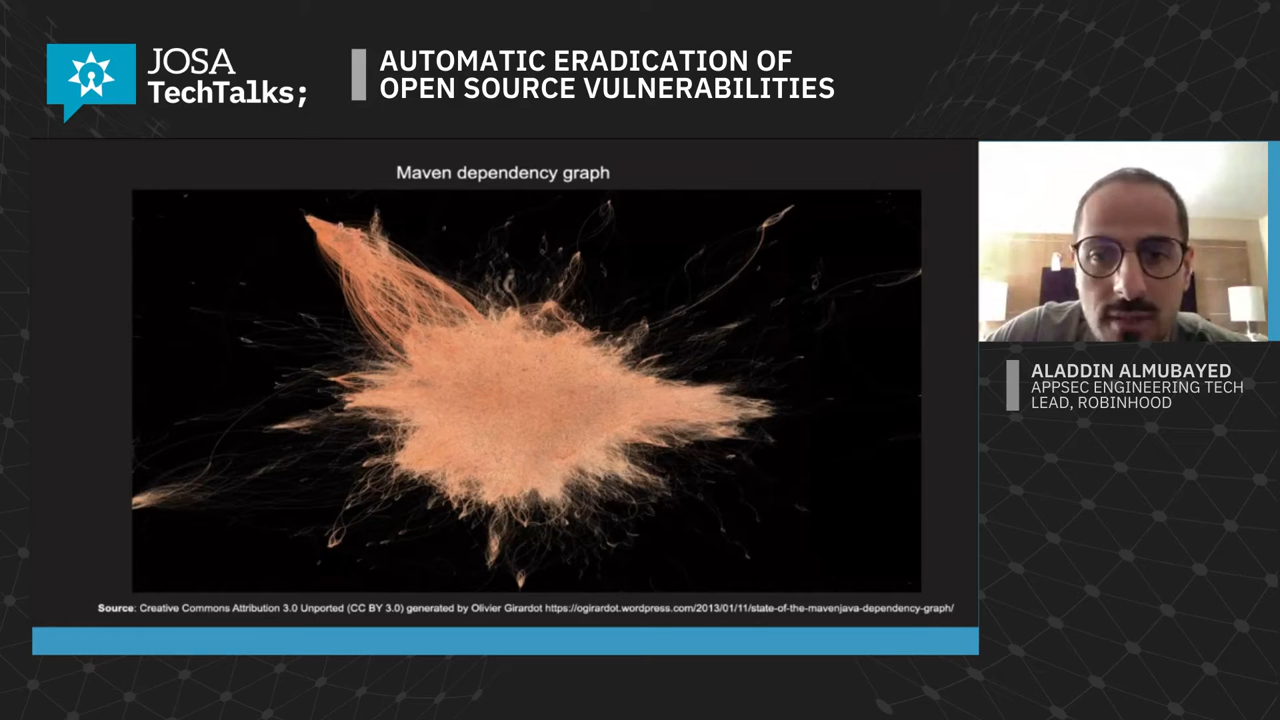 JOSA
TechTalks;
AUTOMATIC ERADICATION OF
OPEN SOURCE VULNERABILITIES
Maven dependency graph
Source: Creative Commons Attribution 3.0 Unported (CC BY 3.0) generated by Olivier Girardot https://ogirardot.wordpress.com/2013/01/11/state-of-the-mavenjava-dependency-graph/
ALADDIN ALMUBAYED
APPSEC ENGINEERING TECH
LEAD, ROBINHOOD